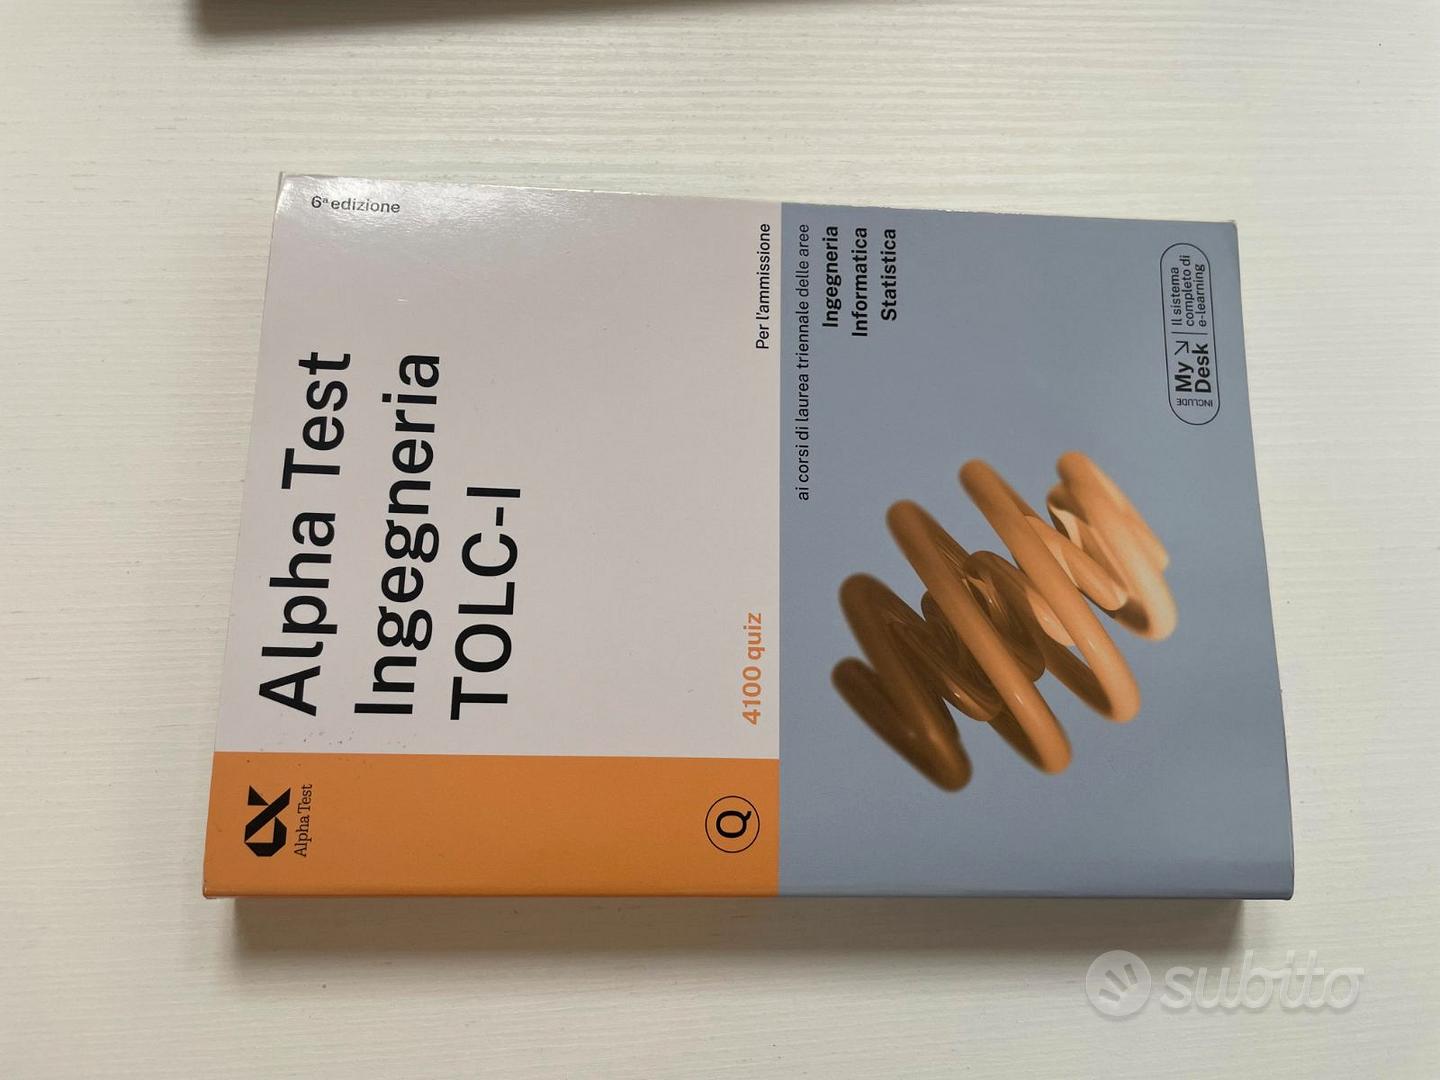 6ª edizione
Alpha Test
Ingegneria
TOLC-I
Alpha Test
4100 quiz
Q
Per l'ammissione
ai corsi di laurea triennale delle aree
Ingegneria
Informatica
Statistica
INCLUDE
My
Desk
Il sistema
completo di
e-learning
subito